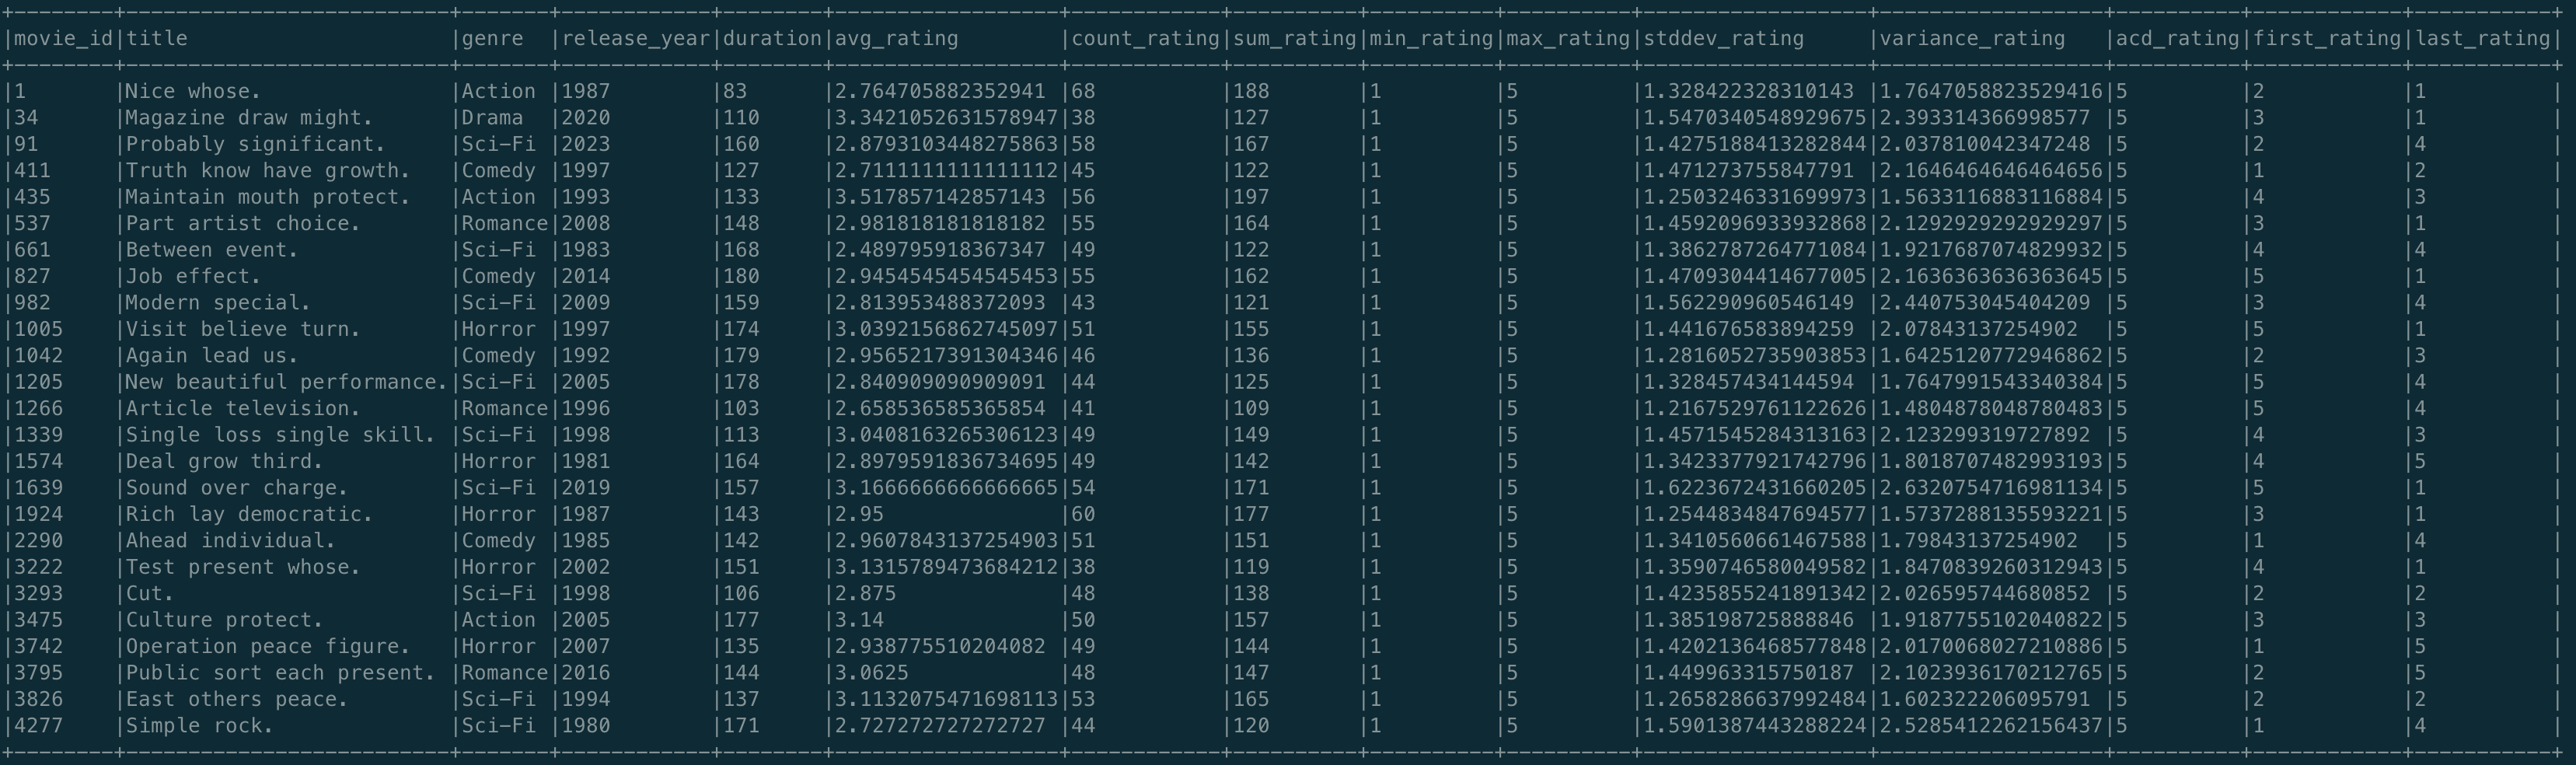 +--------+--------------------------+-------+------------+--------+------------------+------------+----------+----------+----------+------------------+------------------+----------+------------+-----------+
|movie_id|title                     |genre  |release_year|duration|avg_rating        |count_rating|sum_rating|min_rating|max_rating|stddev_rating     |variance_rating   |acd_rating|first_rating|last_rating|
+--------+--------------------------+-------+------------+--------+------------------+------------+----------+----------+----------+------------------+------------------+----------+------------+-----------+
|1       |Nice whose.               |Action |1987        |83      |2.764705882352941 |68          |188       |1         |5         |1.328422328310143 |1.7647058823529416|5         |2           |1          |
|34      |Magazine draw might.      |Drama  |2020        |110     |3.3421052631578947|38          |127       |1         |5         |1.5470340548929675|2.393314366998577 |5         |3           |1          |
|91      |Probably significant.     |Sci-Fi |2023        |160     |2.8793103448275863|58          |167       |1         |5         |1.4275188413282844|2.037810042347248 |5         |2           |4          |
|411     |Truth know have growth.   |Comedy |1997        |127     |2.7111111111111112|45          |122       |1         |5         |1.471273755847791 |2.1646464646464656|5         |1           |2          |
|435     |Maintain mouth protect.   |Action |1993        |133     |3.517857142857143 |56          |197       |1         |5         |1.2503246331699973|1.5633116883116884|5         |4           |3          |
|537     |Part artist choice.       |Romance|2008        |148     |2.981818181818182 |55          |164       |1         |5         |1.4592096933932868|2.1292929292929297|5         |3           |1          |
|661     |Between event.            |Sci-Fi |1983        |168     |2.489795918367347 |49          |122       |1         |5         |1.3862787264771084|1.9217687074829932|5         |4           |4          |
|827     |Job effect.               |Comedy |2014        |180     |2.9454545454545453|55          |162       |1         |5         |1.4709304414677005|2.1636363636363645|5         |5           |1          |
|982     |Modern special.           |Sci-Fi |2009        |159     |2.813953488372093 |43          |121       |1         |5         |1.562290960546149 |2.440753045404209 |5         |3           |4          |
|1005    |Visit believe turn.       |Horror |1997        |174     |3.0392156862745097|51          |155       |1         |5         |1.441676583894259 |2.07843137254902  |5         |5           |1          |
|1042    |Again lead us.            |Comedy |1992        |179     |2.9565217391304346|46          |136       |1         |5         |1.2816052735903853|1.6425120772946862|5         |2           |3          |
|1205    |New beautiful performance.|Sci-Fi |2005        |178     |2.840909090909091 |44          |125       |1         |5         |1.328457434144594 |1.7647991543340384|5         |5           |4          |
|1266    |Article television.       |Romance|1996        |103     |2.658536585365854 |41          |109       |1         |5         |1.2167529761122626|1.4804878048780483|5         |5           |4          |
|1339    |Single loss single skill. |Sci-Fi |1998        |113     |3.0408163265306123|49          |149       |1         |5         |1.4571545284313163|2.123299319727892 |5         |4           |3          |
|1574    |Deal grow third.          |Horror |1981        |164     |2.8979591836734695|49          |142       |1         |5         |1.3423377921742796|1.8018707482993193|5         |4           |5          |
|1639    |Sound over charge.        |Sci-Fi |2019        |157     |3.1666666666666665|54          |171       |1         |5         |1.6223672431660205|2.6320754716981134|5         |5           |1          |
|1924    |Rich lay democratic.      |Horror |1987        |143     |2.95              |60          |177       |1         |5         |1.2544834847694577|1.5737288135593221|5         |3           |1          |
|2290    |Ahead individual.         |Comedy |1985        |142     |2.9607843137254903|51          |151       |1         |5         |1.3410560661467588|1.79843137254902  |5         |1           |4          |
|3222    |Test present whose.       |Horror |2002        |151     |3.1315789473684212|38          |119       |1         |5         |1.3590746580049582|1.8470839260312943|5         |4           |1          |
|3293    |Cut.                      |Sci-Fi |1998        |106     |2.875             |48          |138       |1         |5         |1.4235855241891342|2.026595744680852 |5         |2           |2          |
|3475    |Culture protect.          |Action |2005        |177     |3.14              |50          |157       |1         |5         |1.385198725888846 |1.9187755102040822|5         |3           |3          |
|3742    |Operation peace figure.   |Horror |2007        |135     |2.938775510204082 |49          |144       |1         |5         |1.4202136468577848|2.0170068027210886|5         |1           |5          |
|3795    |Public sort each present. |Romance|2016        |144     |3.0625            |48          |147       |1         |5         |1.449963315750187 |2.1023936170212765|5         |2           |5          |
|3826    |East others peace.        |Sci-Fi |1994        |137     |3.1132075471698113|53          |165       |1         |5         |1.2658286637992484|1.602322206095791 |5         |2           |2          |
|4277    |Simple rock.              |Sci-Fi |1980        |171     |2.727272727272727 |44          |120       |1         |5         |1.5901387443288224|2.5285412262156437|5         |1           |4          |
+--------+--------------------------+-------+------------+--------+------------------+------------+----------+----------+----------+------------------+------------------+----------+------------+-----------+